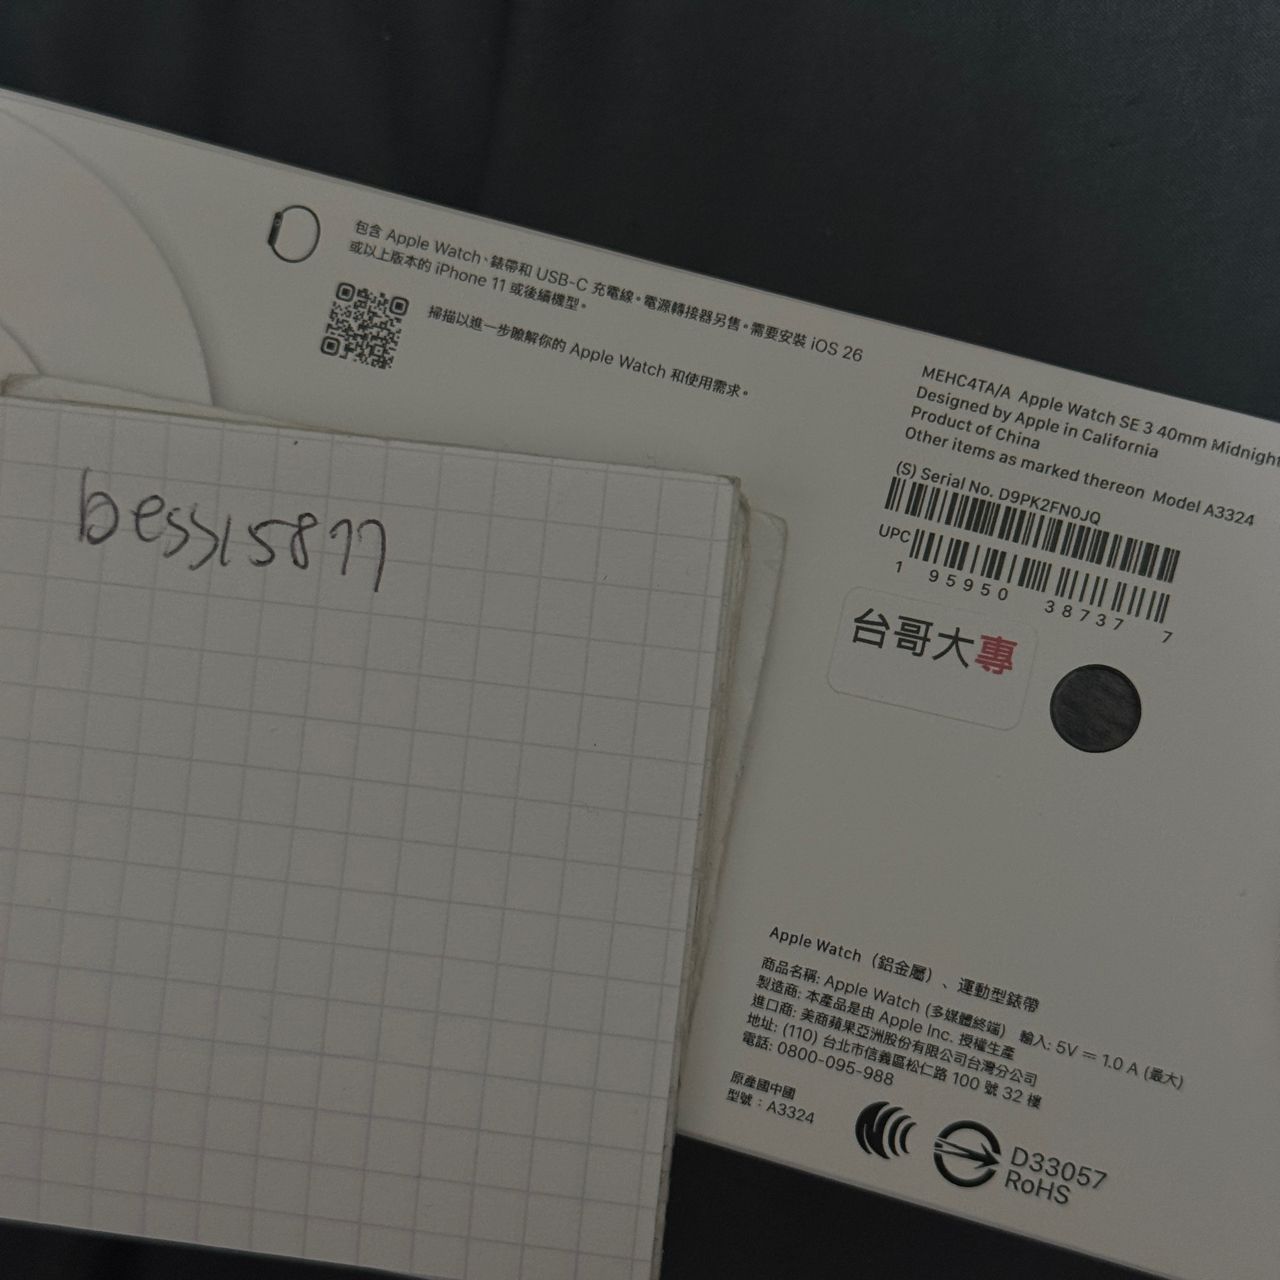 包含 Apple Watch、錶帶和 USB-C 充電線。電源轉接器另售。需要安裝 iOS 26
或以上版本的 iPhone 11 或後續機型。
掃描以進一步瞭解你的 Apple Watch 和使用需求。
MEHC4TA/A Apple Watch SE 3 40mm Midnight
Designed by Apple in California
Product of China
Other items as marked thereon Model A3324
(S) Serial No. D9PK2FN0JQ
UPC
1 95950 38737 7
台哥大專
bess15877
Apple Watch（鋁金屬）、運動型錶帶
商品名稱: Apple Watch (多媒體終端) 輸入: 5V ⎓ 1.0 A (最大)
製造商: 本產品是由 Apple Inc. 授權生產
進口商: 美商蘋果亞洲股份有限公司台灣分公司
地址: (110) 台北市信義區松仁路 100 號 32 樓
電話: 0800-095-988
原產國中國
型號：A3324
D33057
RoHS